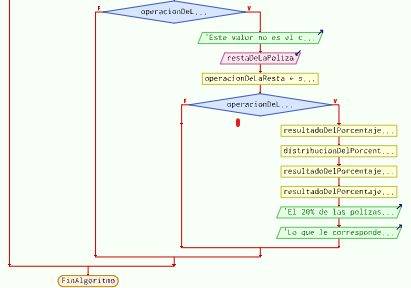 operacionDeL...
F
V
'Este valor no es el c...
restaDeLaPoliza
operacionDeLaResta ← s...
operacionDeL...
F
V
resultadoDelPorcentaje...
distribucionDelPorcent...
resultadoDelPorcentaje...
resultadoDelPorcentaje...
'El 20% de las polizas...
'Lo que le corresponde...
FinAlgoritmo